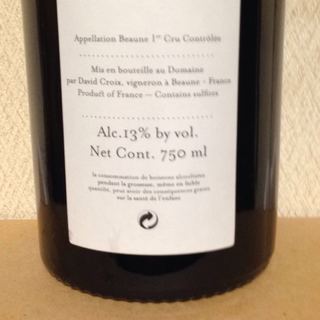 Appellation Beaune 1er Cru Contrôlée
Mis en bouteille au Domaine
par David Croix, vigneron à Beaune - France
Product of France — Contains sulfites
Alc.13% by vol.
Net Cont. 750 ml
la consommation de boissons alcoolisées
pendant la grossesse, même en faible
quantité, peut avoir des conséquences graves
sur la santé de l'enfant